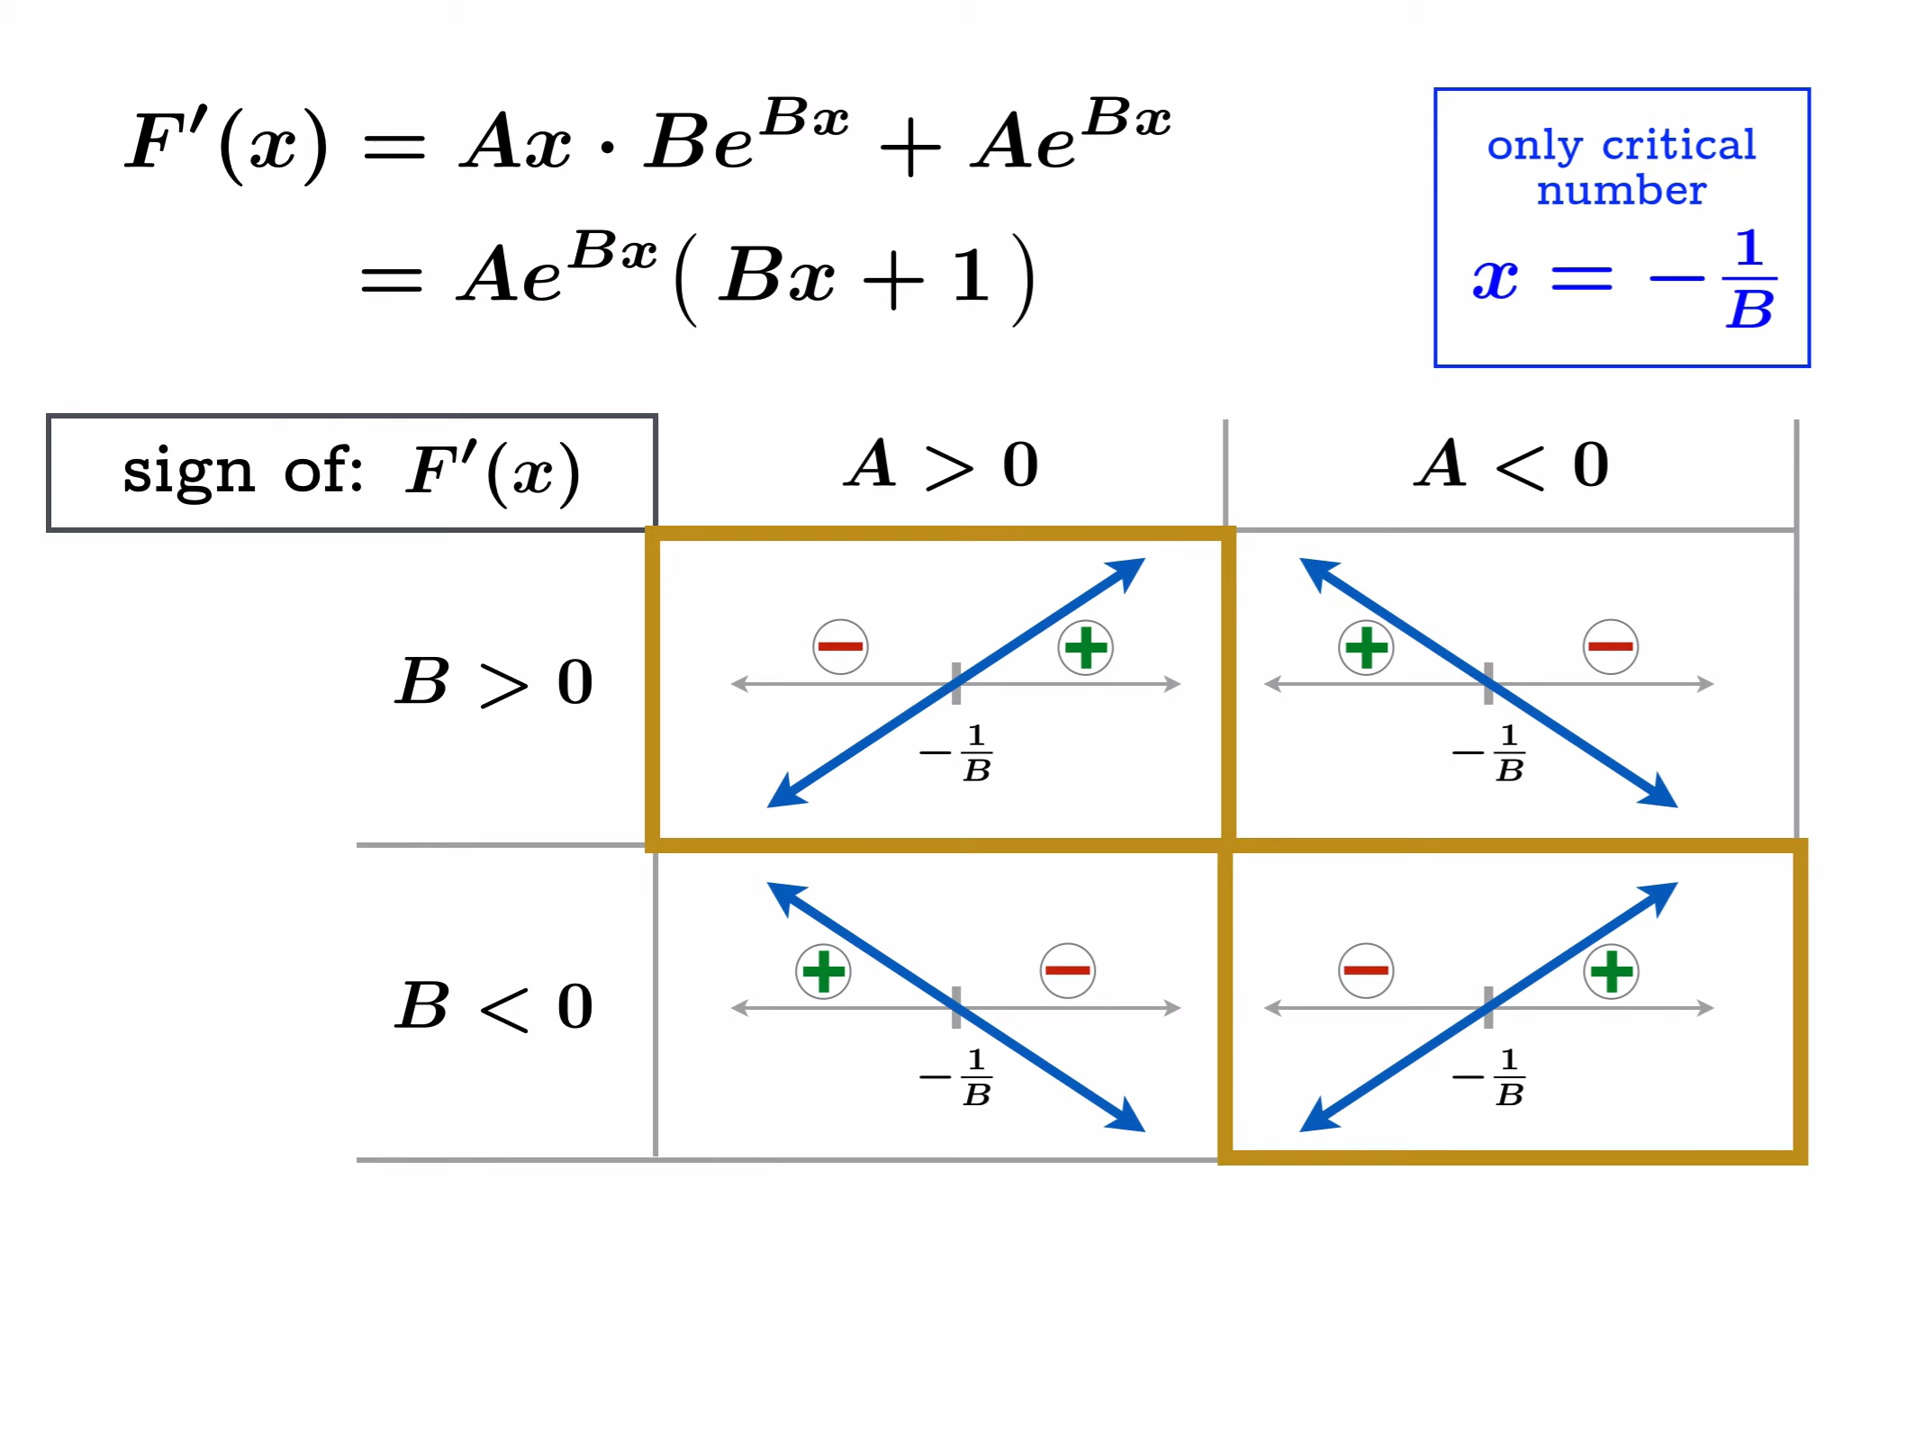 F′(x) = Ax · Be^{Bx} + Ae^{Bx}
= Ae^{Bx}(Bx + 1)
only critical
number
x = −1/B
sign of: F′(x)
A > 0
A < 0
B > 0
− + −1/B
+ − −1/B
B < 0
+ − −1/B
− + −1/B